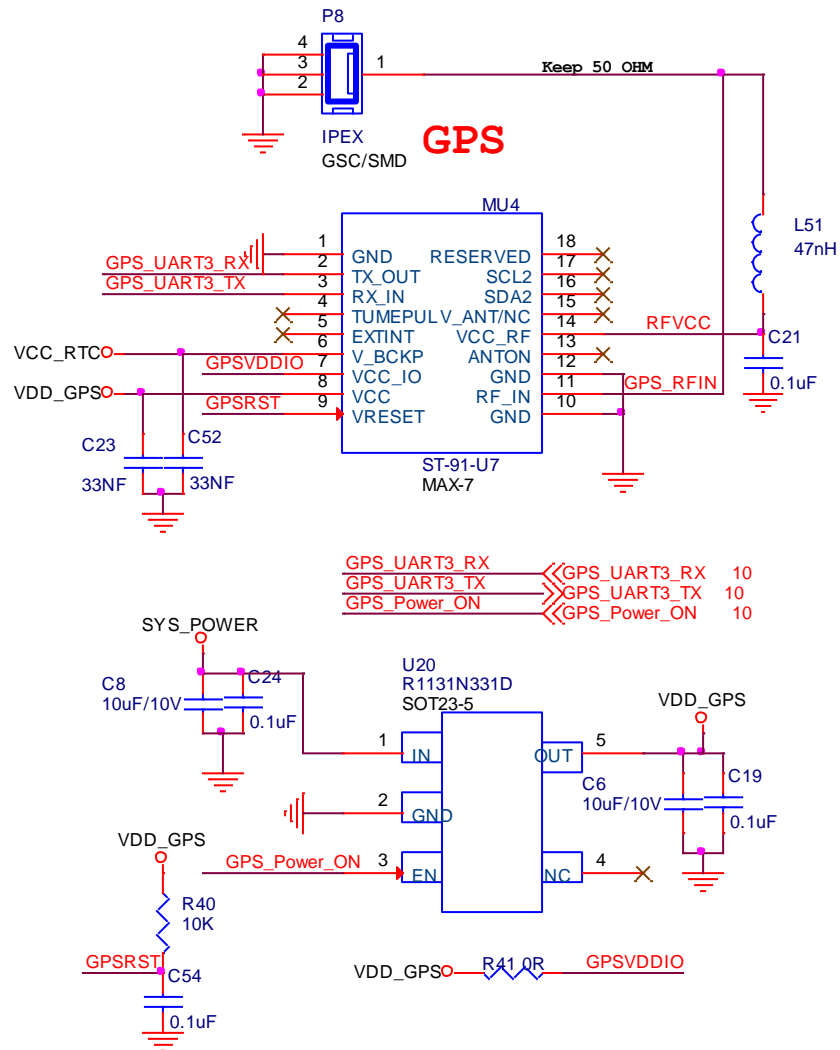 P8
4
3
2
1
Keep 50 OHM
IPEX
GSC/SMD
GPS
MU4
1
GND
RESERVED
18
GPS_UART3_RX
2
TX_OUT
SCL2
17
GPS_UART3_TX
3
RX_IN
SDA2
16
4
TUMEPUL
V_ANT/NC
15
5
EXTINT
VCC_RF
14
RFVCC
VCC_RTC
6
V_BCKP
ANTON
13
GPSVDDIO
7
VCC_IO
GND
12
VDD_GPS
8
VCC
RF_IN
11
GPS_RFIN
GPSRST
9
VRESET
GND
10
L51
47nH
C21
0.1uF
C23
33NF
C52
33NF
ST-91-U7
MAX-7
GPS_UART3_RX
GPS_UART3_RX 10
GPS_UART3_TX
GPS_UART3_TX 10
GPS_Power_ON
GPS_Power_ON 10
SYS_POWER
C8
10uF/10V
C24
0.1uF
U20
R1131N331D
SOT23-5
1
IN
OUT
5
2
GND
GPS_Power_ON
3
EN
NC
4
VDD_GPS
C6
10uF/10V
C19
0.1uF
VDD_GPS
R40
10K
GPSRST
C54
0.1uF
VDD_GPS
R41 0R
GPSVDDIO